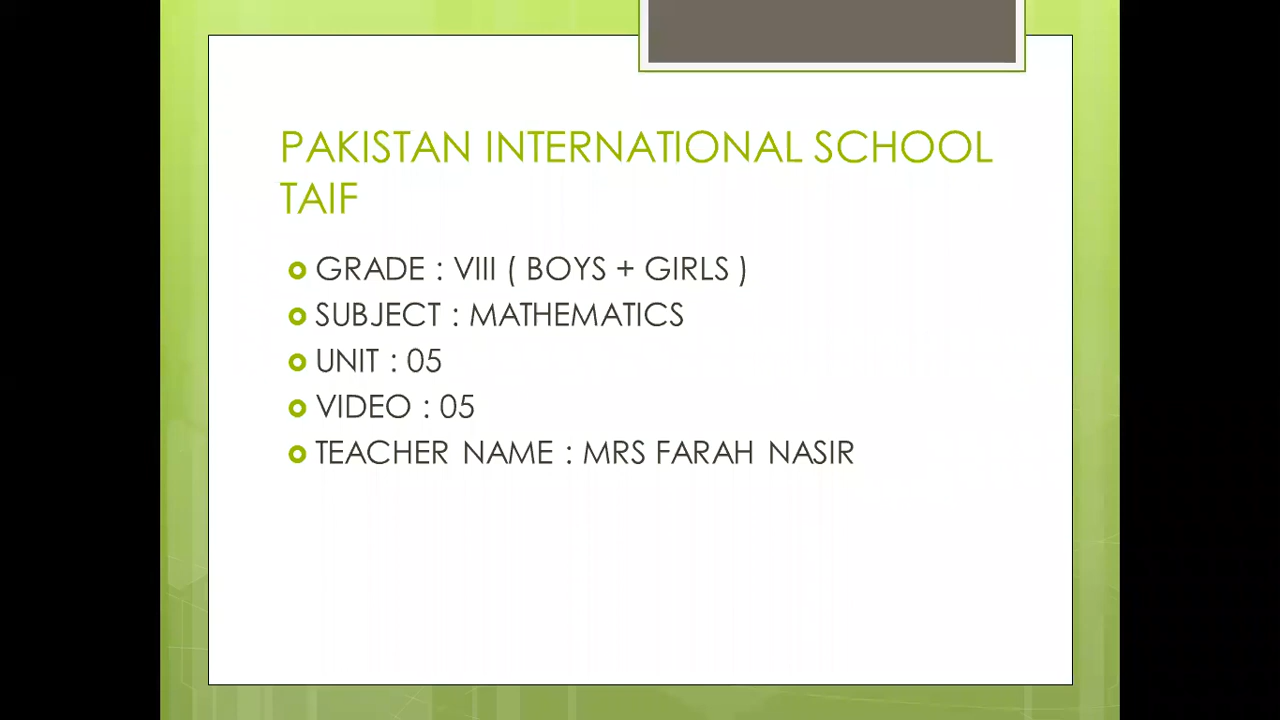 PAKISTAN INTERNATIONAL SCHOOL
TAIF
GRADE : VIII ( BOYS + GIRLS )
SUBJECT : MATHEMATICS
UNIT : 05
VIDEO : 05
TEACHER NAME : MRS FARAH NASIR